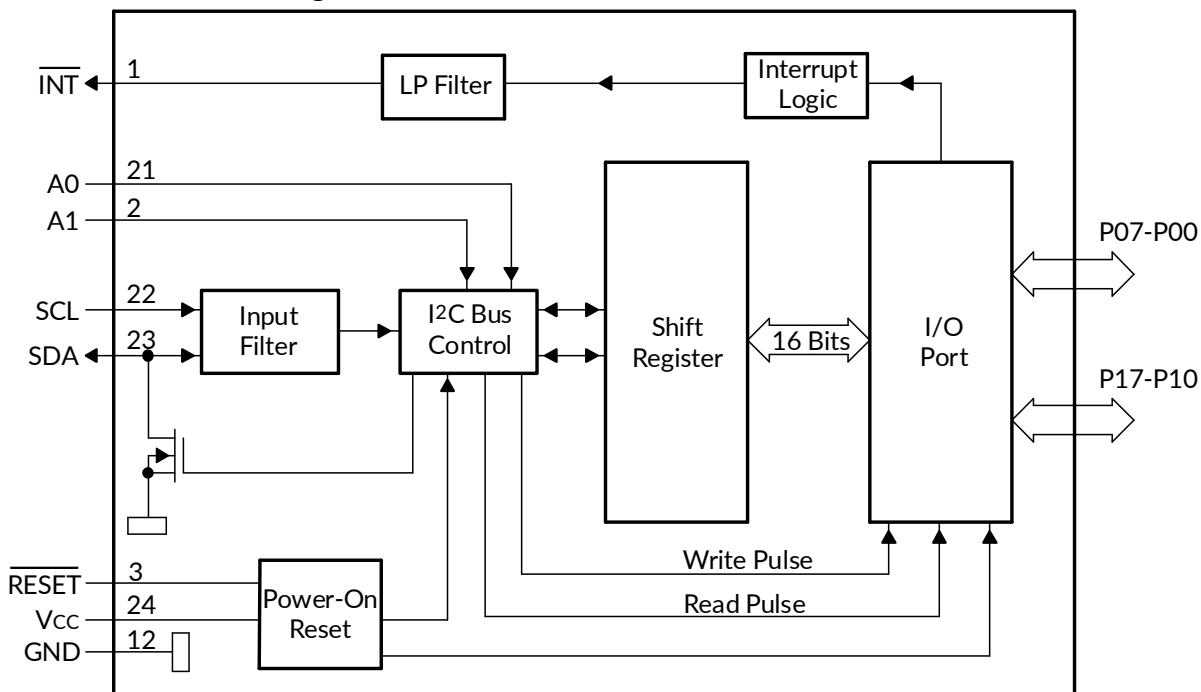 INT
1
LP Filter
Interrupt
Logic
A0
21
A1
2
P07-P00
SCL
22
Input
Filter
I2C Bus
Control
Shift
Register
16 Bits
I/O
Port
SDA
23
P17-P10
Write Pulse
RESET
3
Power-On
Reset
Read Pulse
Vcc
24
GND
12